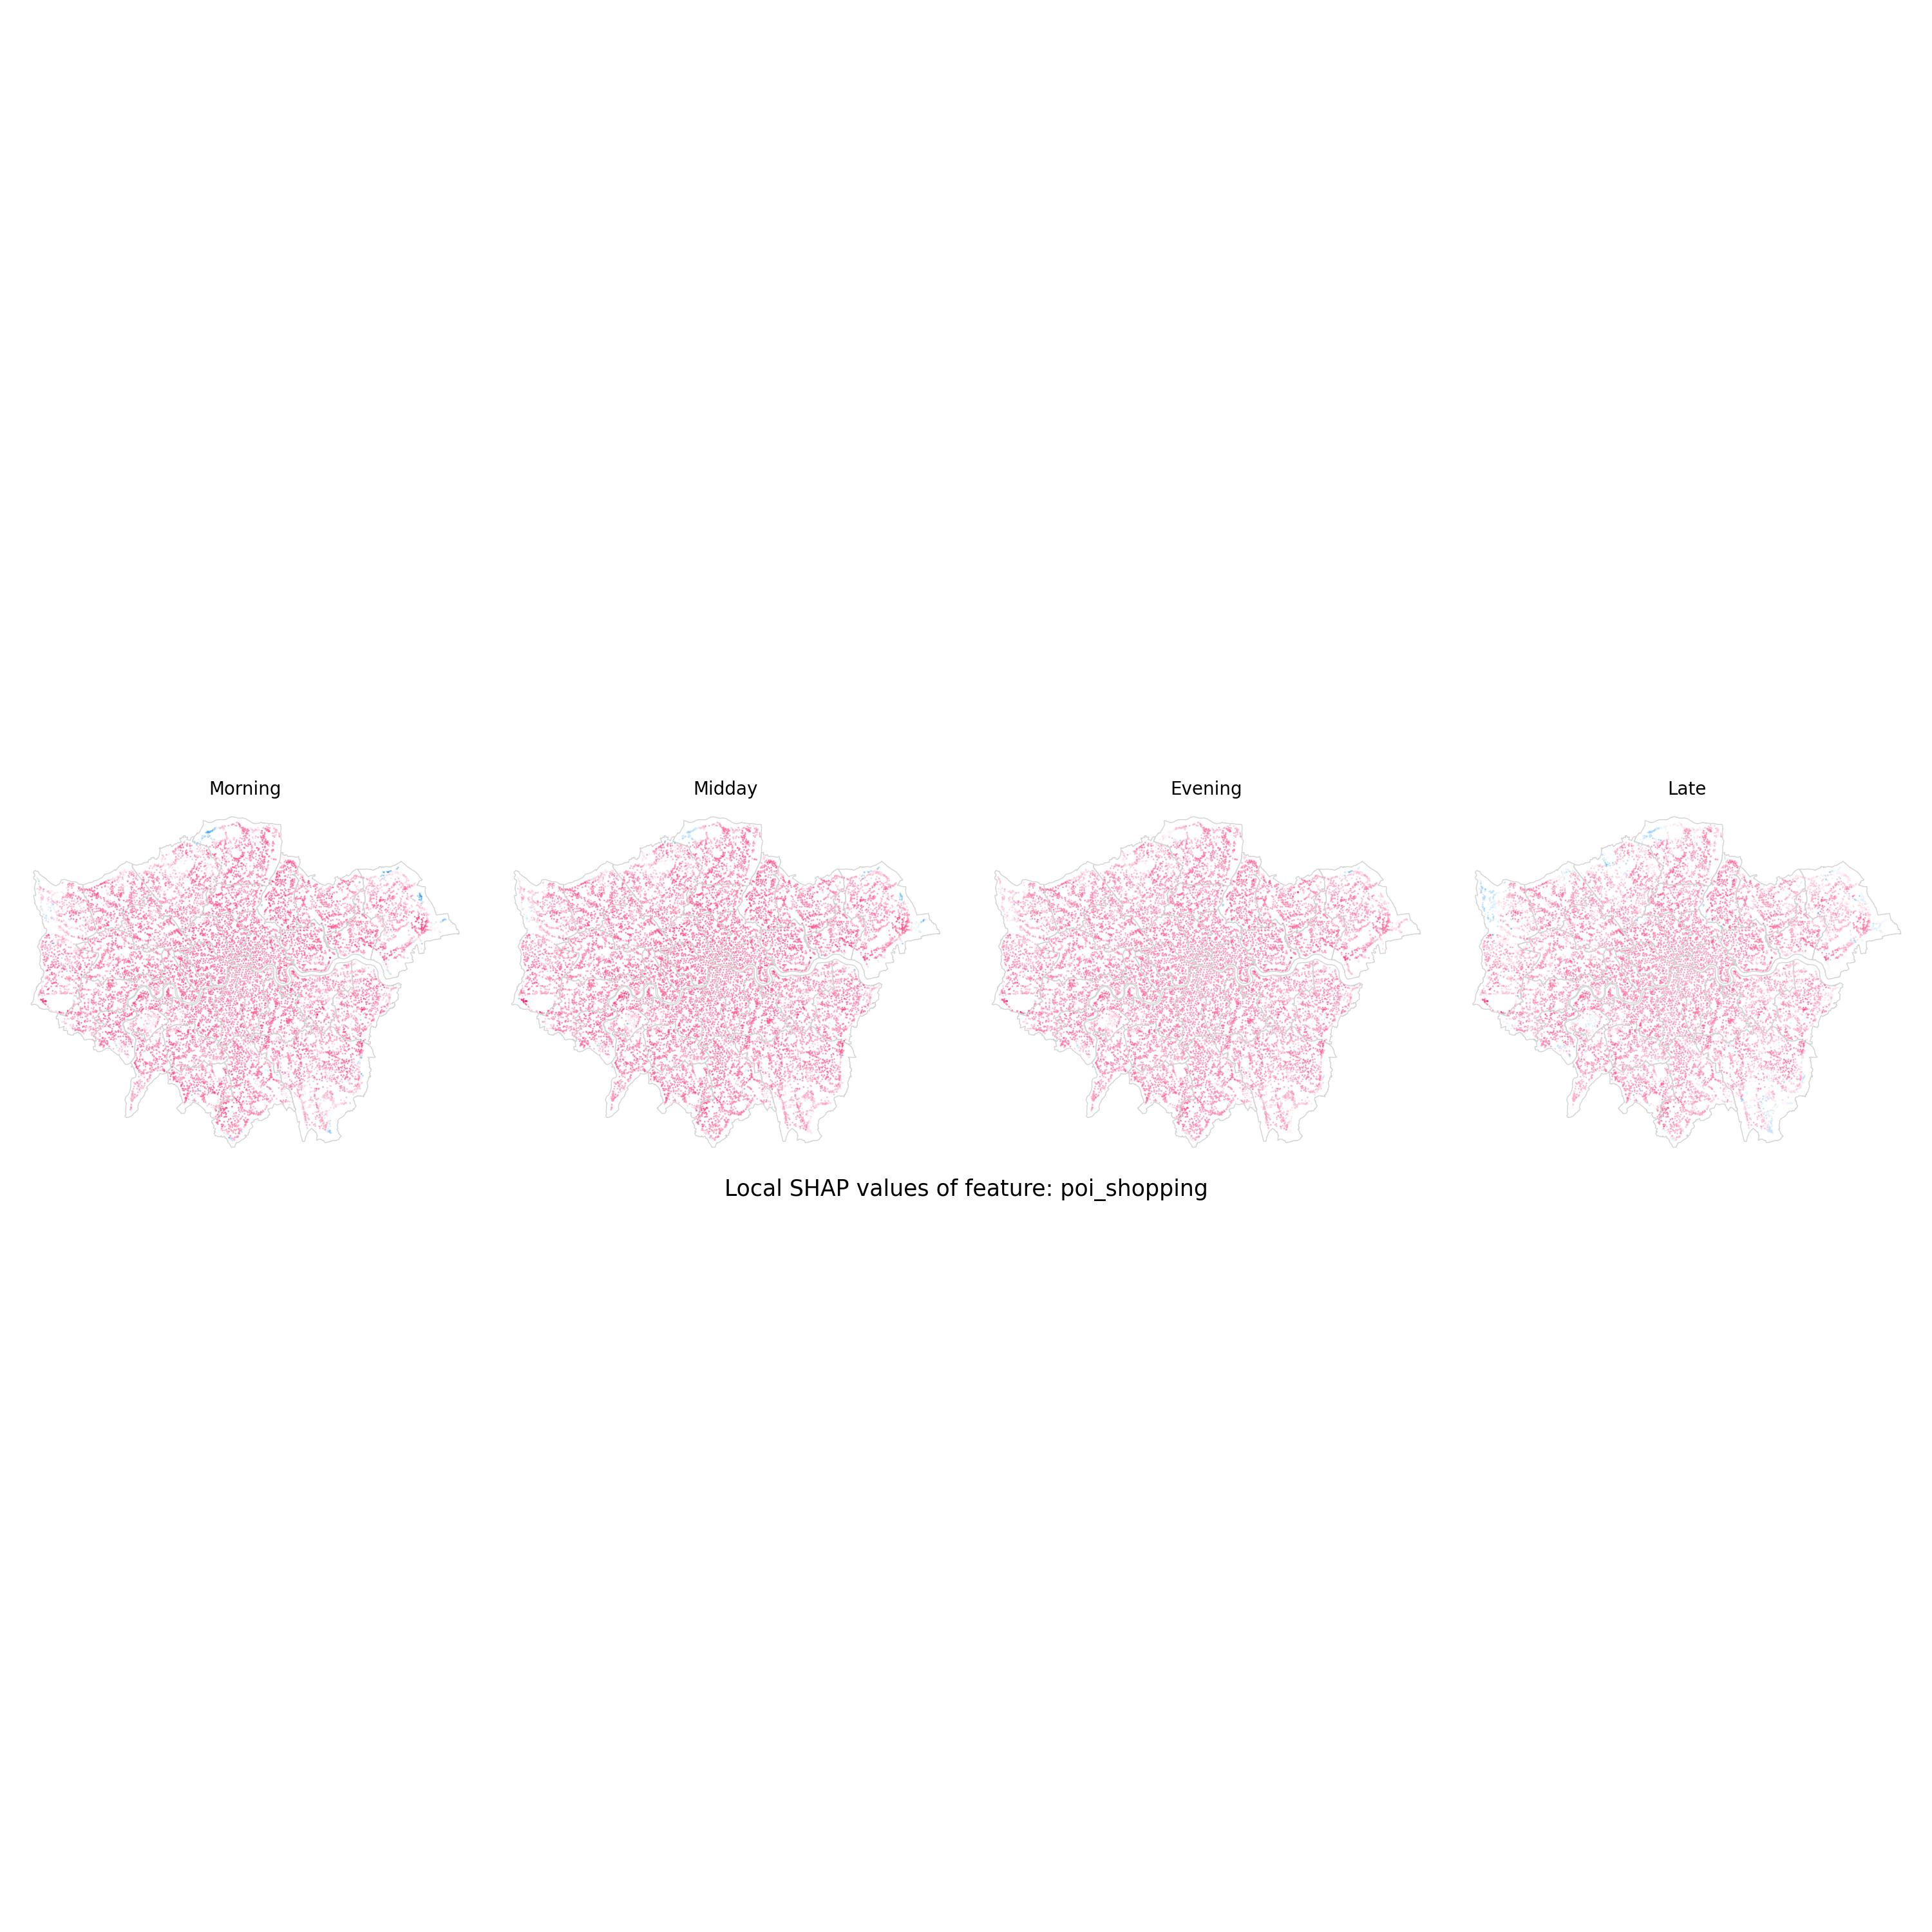 Morning
Midday
Evening
Late
Local SHAP values of feature: poi_shopping